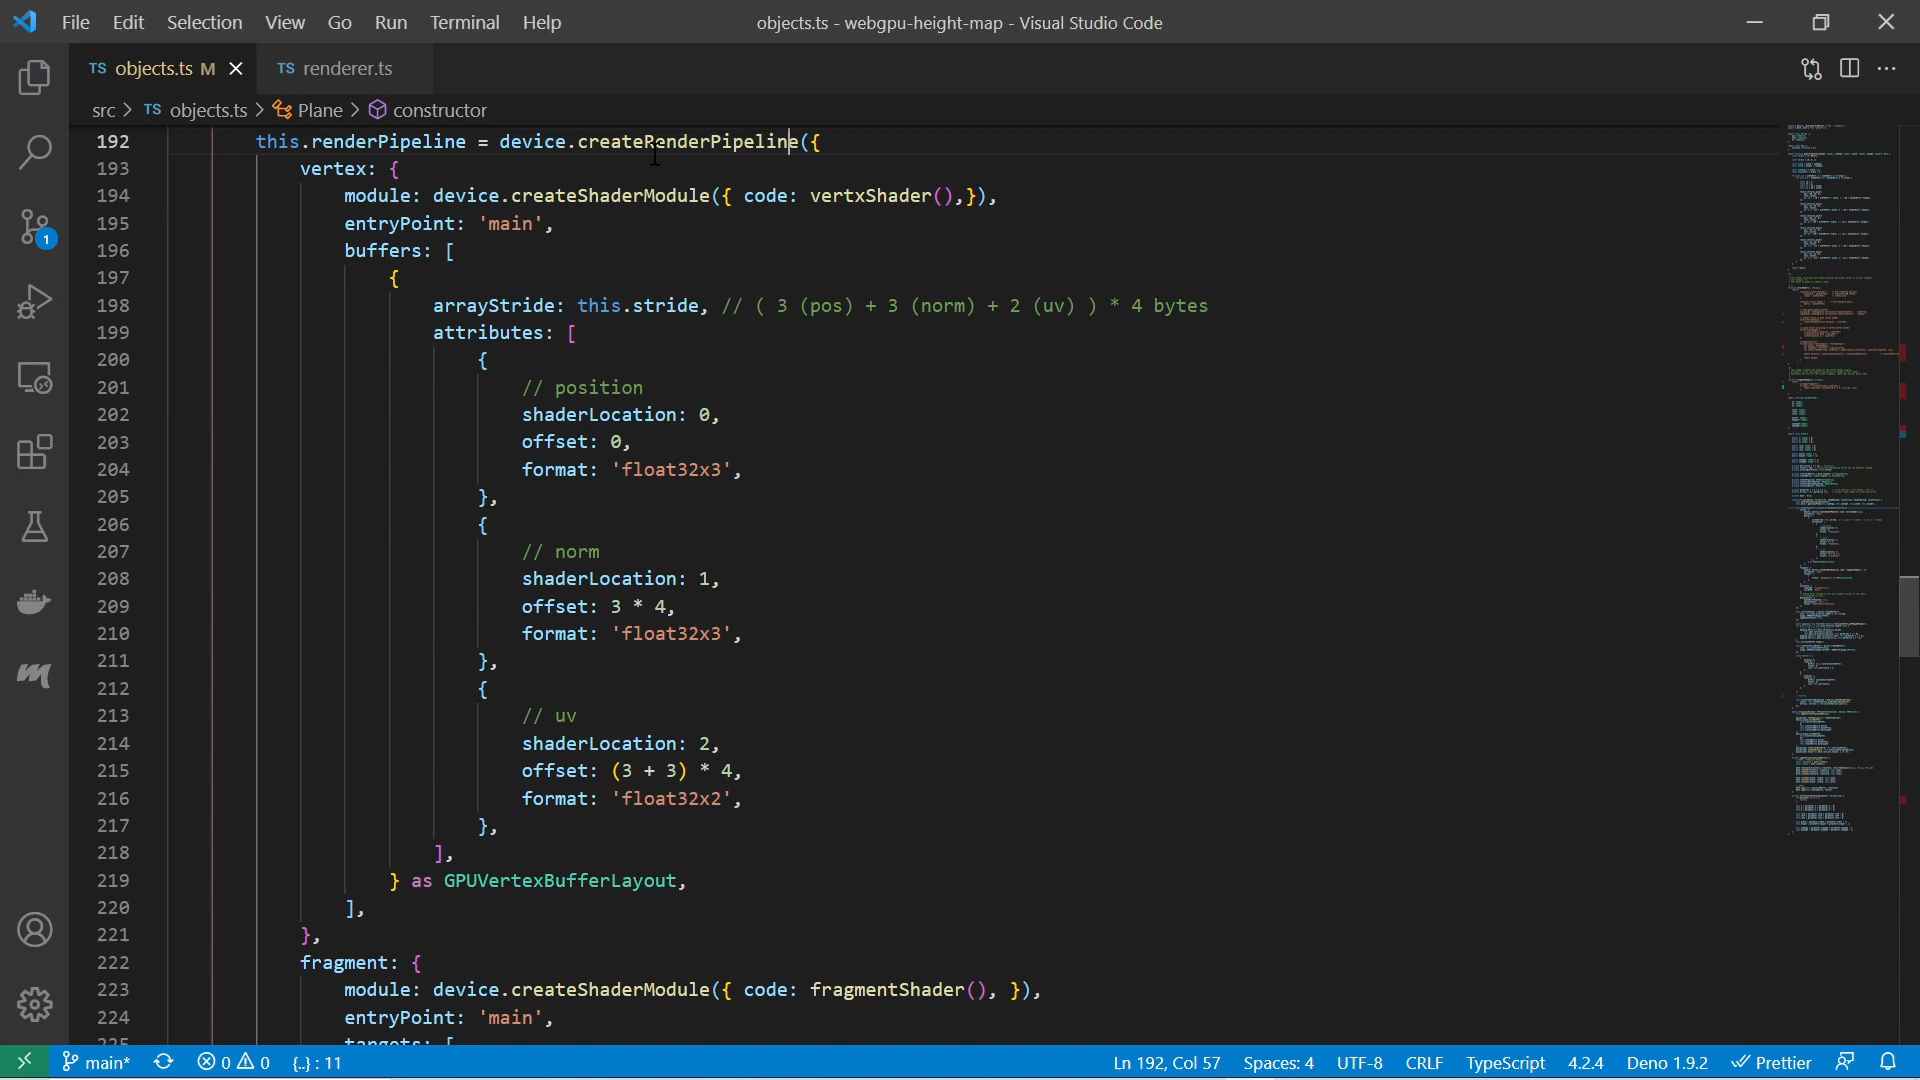 File Edit Selection View Go Run Terminal Help objects.ts - webgpu-height-map - Visual Studio Code
TS objects.ts M TS renderer.ts
src > TS objects.ts > Plane > constructor
192 this.renderPipeline = device.createRenderPipeline({
193 vertex: {
194 module: device.createShaderModule({ code: vertxShader(),}),
195 entryPoint: 'main',
196 buffers: [
197 {
198 arrayStride: this.stride, // ( 3 (pos) + 3 (norm) + 2 (uv) ) * 4 bytes
199 attributes: [
200 {
201 // position
202 shaderLocation: 0,
203 offset: 0,
204 format: 'float32x3',
205 },
206 {
207 // norm
208 shaderLocation: 1,
209 offset: 3 * 4,
210 format: 'float32x3',
211 },
212 {
213 // uv
214 shaderLocation: 2,
215 offset: (3 + 3) * 4,
216 format: 'float32x2',
217 },
218 ],
219 } as GPUVertexBufferLayout,
220 ],
221 },
222 fragment: {
223 module: device.createShaderModule({ code: fragmentShader(), }),
224 entryPoint: 'main',
225 targets: [
1
main* 0 0 {..} : 11 Ln 192, Col 57 Spaces: 4 UTF-8 CRLF TypeScript 4.2.4 Deno 1.9.2 Prettier